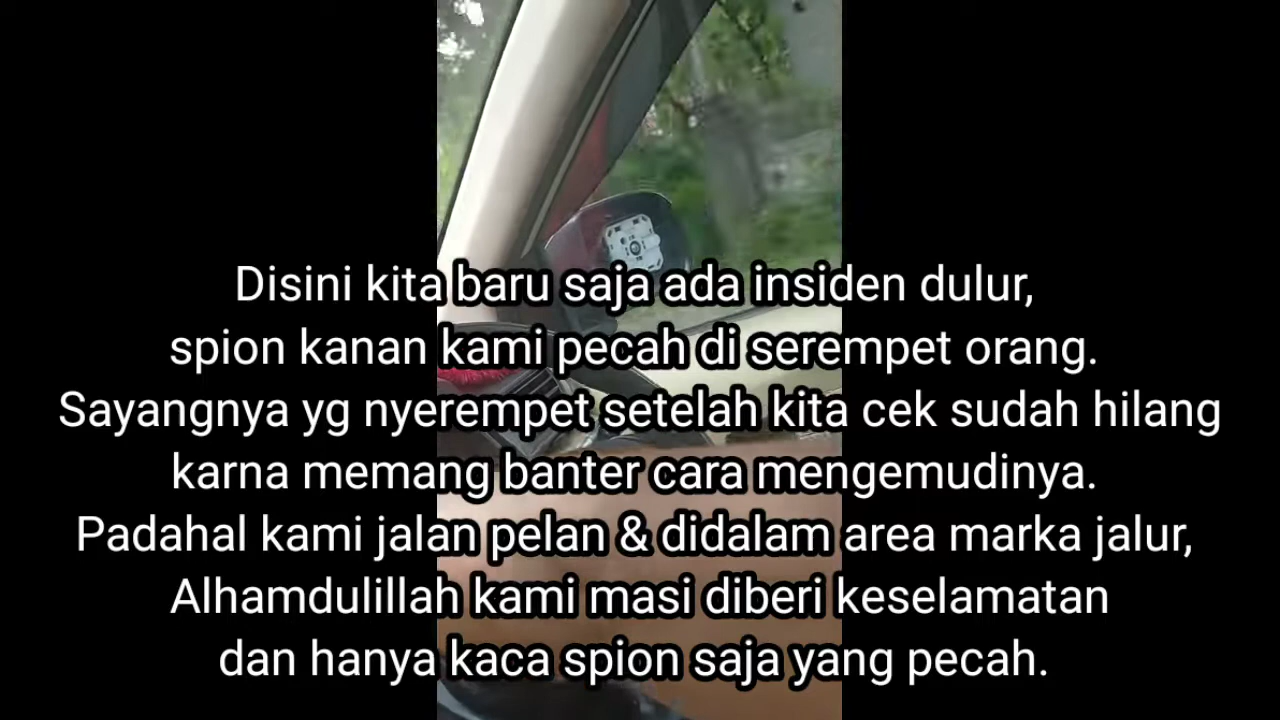 Disini kita baru saja ada insiden dulur,
spion kanan kami pecah di serempet orang.
Sayangnya yg nyerempet setelah kita cek sudah hilang
karna memang banter cara mengemudinya.
Padahal kami jalan pelan & didalam area marka jalur,
Alhamdulillah kami masi diberi keselamatan
dan hanya kaca spion saja yang pecah.